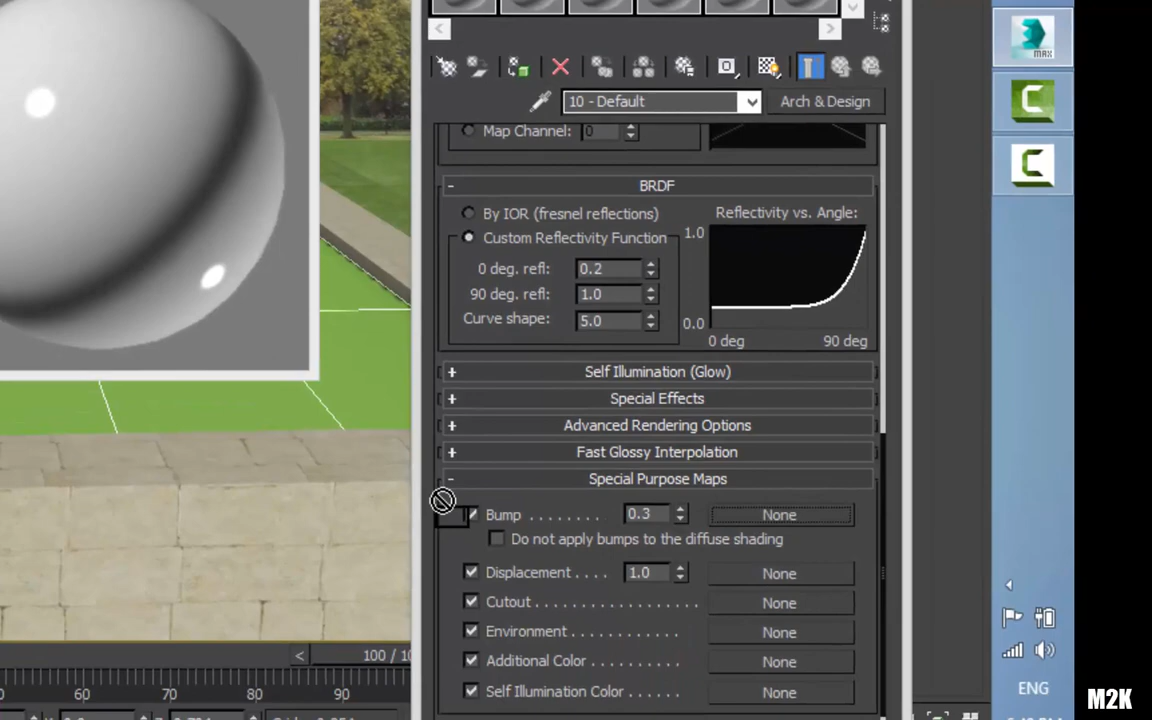 MAX
10 - Default
Arch & Design
Map Channel: 0
- BRDF
By IOR (fresnel reflections)
Reflectivity vs. Angle:
Custom Reflectivity Function
1.0
0 deg. refl: 0.2
90 deg. refl: 1.0
Curve shape: 5.0
0.0
0 deg 90 deg
+ Self Illumination (Glow)
+ Special Effects
+ Advanced Rendering Options
+ Fast Glossy Interpolation
- Special Purpose Maps
Bump . . . . . . . . 0.3 None
Do not apply bumps to the diffuse shading
Displacement . . . . 1.0 None
Cutout . . . . . . . . . . . . . . . . . . None
Environment . . . . . . . . . . . . None
Additional Color . . . . . . . . . . None
Self Illumination Color . . . . . . None
< 100 / 10
60 70 80 90
ENG
M2K